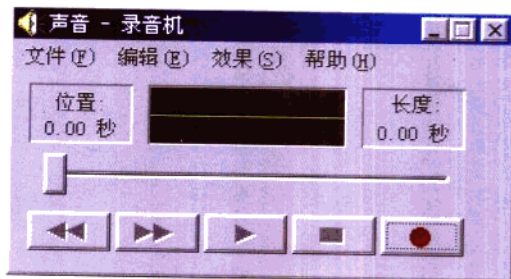 声音 - 录音机
文件(F) 编辑(E) 效果(S) 帮助(H)
位置:
0.00 秒
长度:
0.00 秒